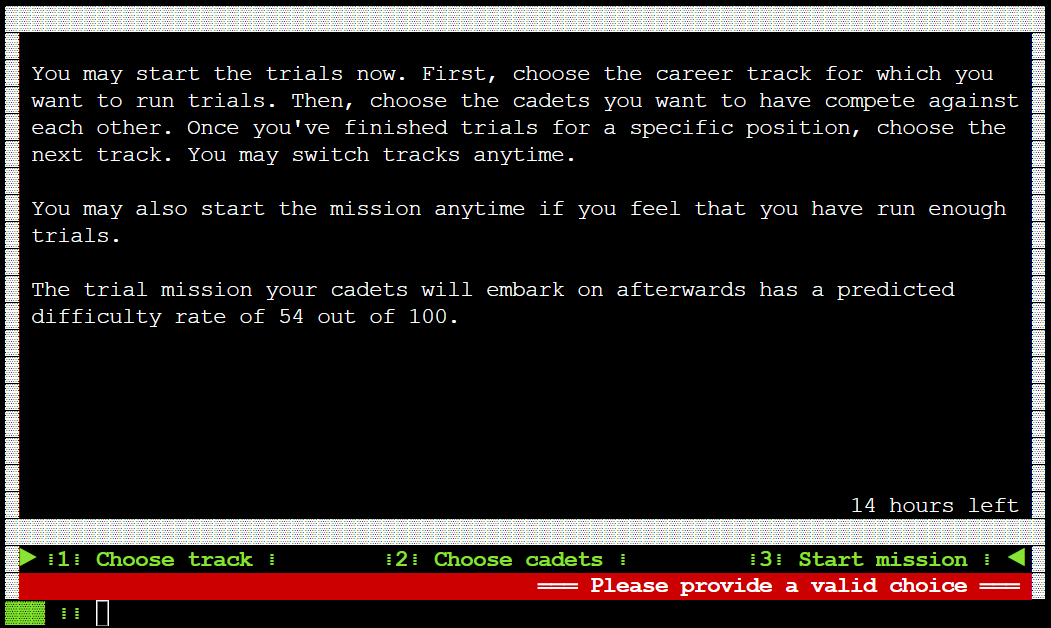 You may start the trials now. First, choose the career track for which you
want to run trials. Then, choose the cadets you want to have compete against
each other. Once you've finished trials for a specific position, choose the
next track. You may switch tracks anytime.
You may also start the mission anytime if you feel that you have run enough
trials.
The trial mission your cadets will embark on afterwards has a predicted
difficulty rate of 54 out of 100.
14 hours left
▶ ⁞1⁞ Choose track ⁞ ⁞2⁞ Choose cadets ⁞ ⁞3⁞ Start mission ⁞ ◀
═══ Please provide a valid choice ═══
⁞⁞